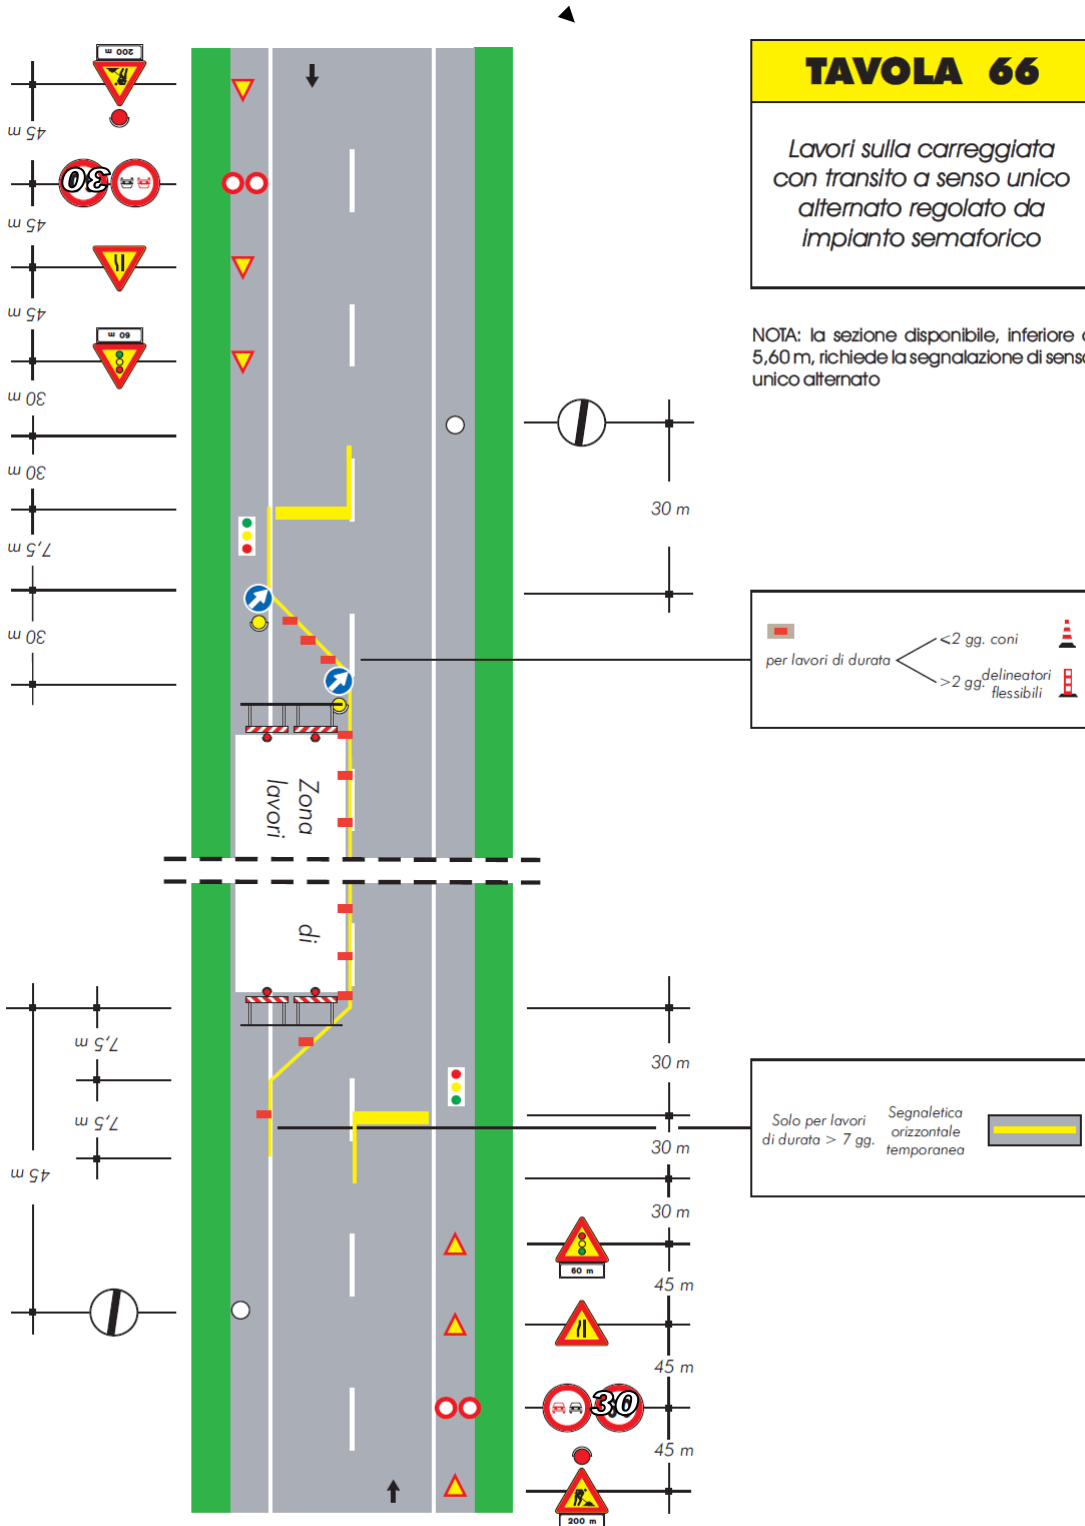 TAVOLA 66
Lavori sulla carreggiata
con transito a senso unico
alternato regolato da
impianto semaforico
NOTA: la sezione disponibile, inferiore a
5,60 m, richiede la segnalazione di senso
unico alternato
200 m
45 m
30
45 m
45 m
60 m
30 m
30 m
7,5 m
30 m
30 m
per lavori di durata
<2 gg. coni
>2 gg. delineatori
flessibili
Zona
lavori
di
7,5 m
7,5 m
45 m
30 m
30 m
30 m
Solo per lavori
di durata > 7 gg.
Segnaletica
orizzontale
temporanea
60 m
45 m
45 m
30
45 m
200 m